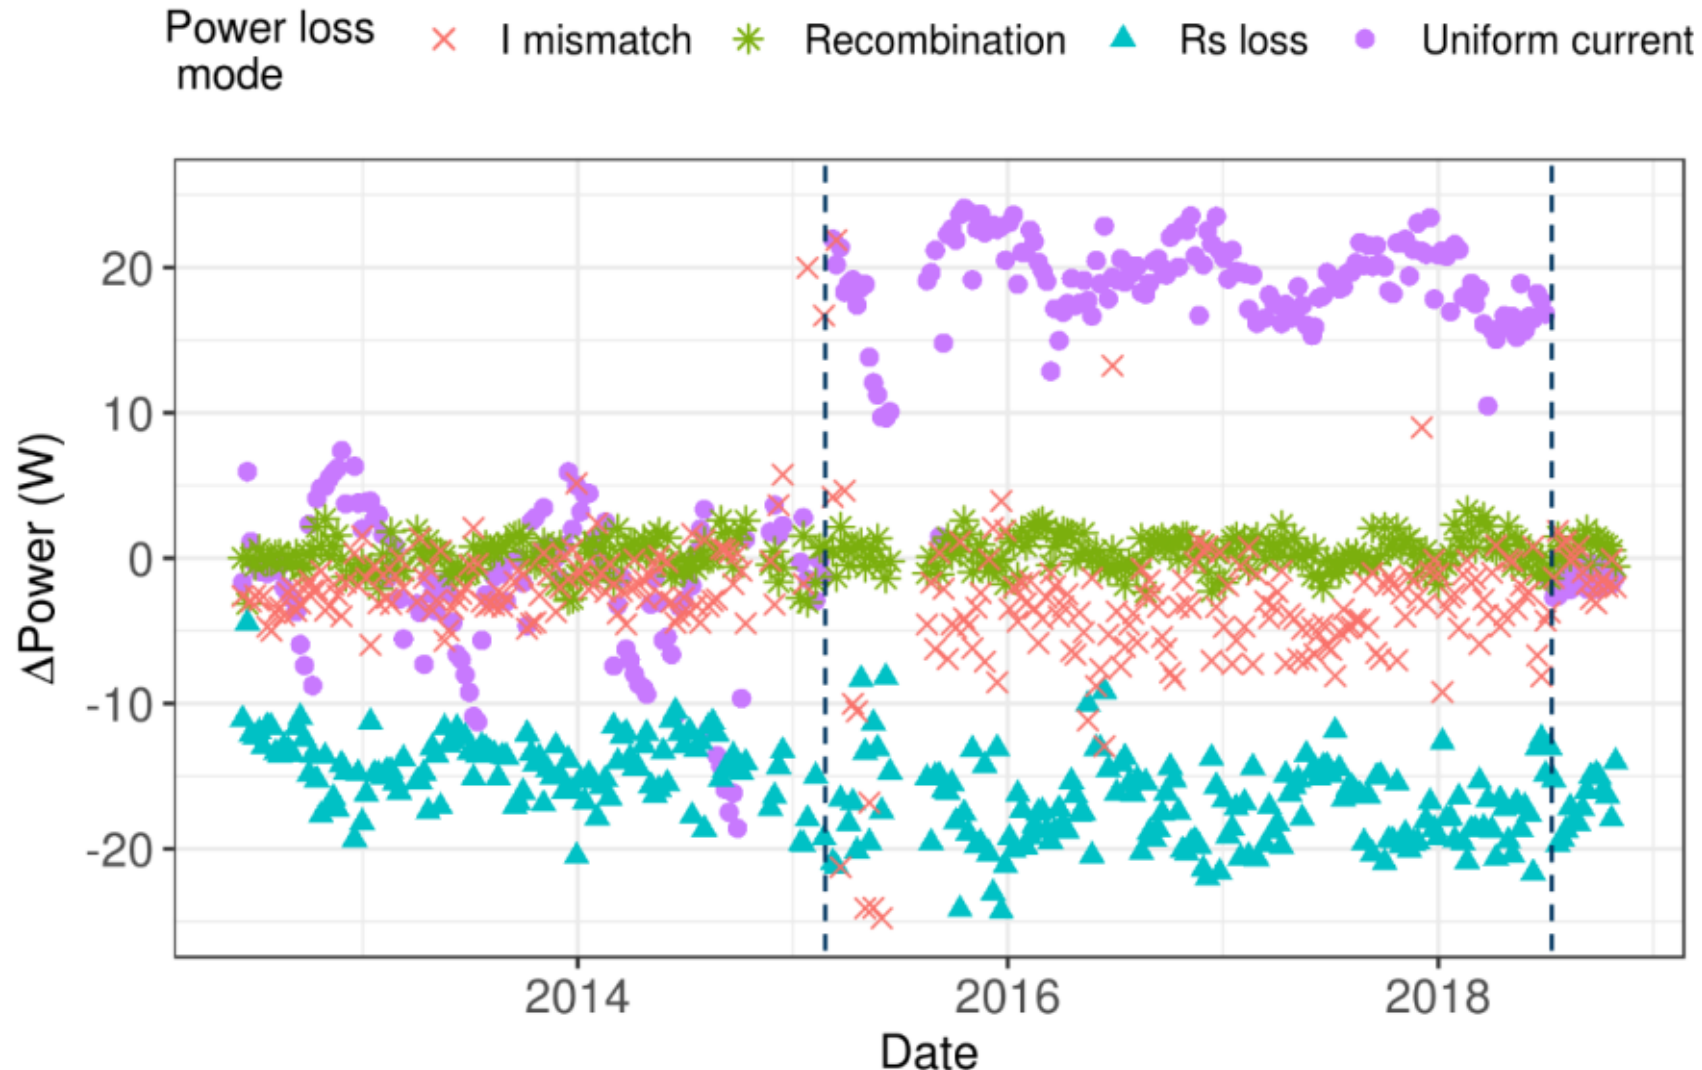 Power loss mode
I mismatch
Recombination
Rs loss
Uniform current
ΔPower (W)
20
10
0
-10
-20
2014
2016
2018
Date